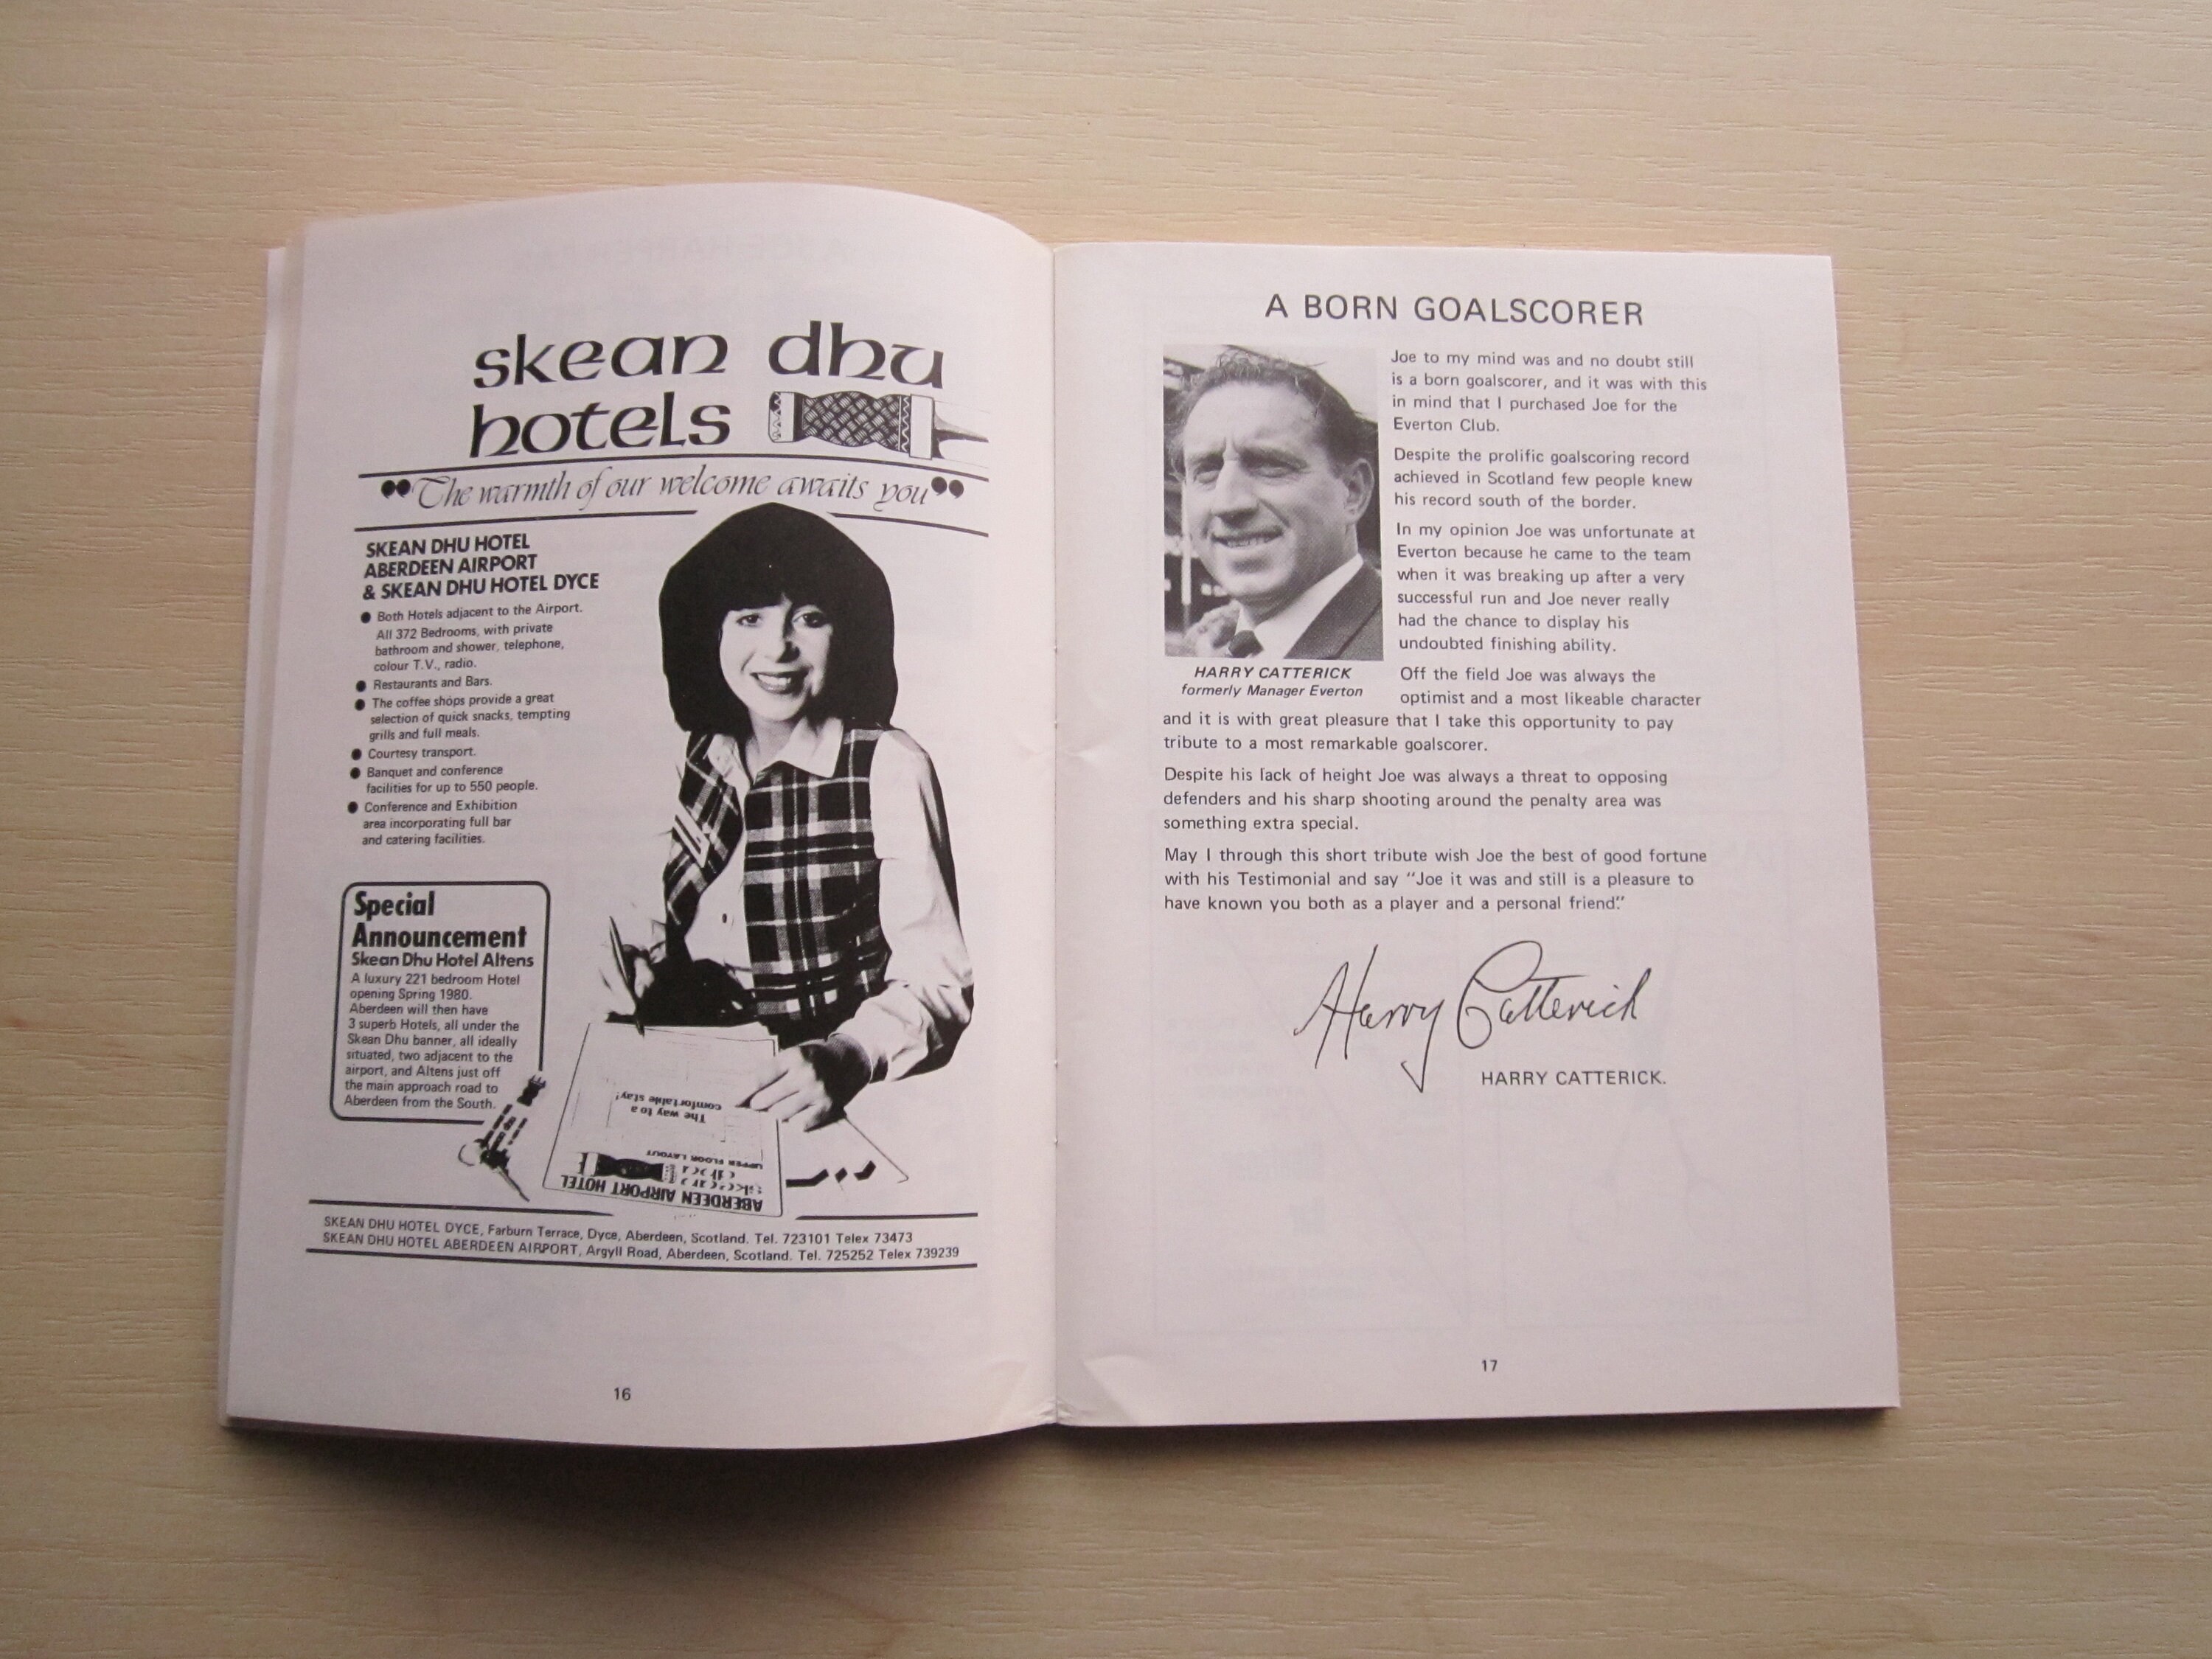 skean dhu
hotels
"The warmth of our welcome awaits you"
SKEAN DHU HOTEL
ABERDEEN AIRPORT
& SKEAN DHU HOTEL DYCE
● Both Hotels adjacent to the Airport.
All 372 Bedrooms, with private
bathroom and shower, telephone,
colour T.V., radio.
● Restaurants and Bars.
● The coffee shops provide a great
selection of quick snacks, tempting
grills and full meals.
● Courtesy transport.
● Banquet and conference
facilities for up to 550 people.
● Conference and Exhibition
area incorporating full bar
and catering facilities.
Special
Announcement
Skean Dhu Hotel Altens
A luxury 221 bedroom Hotel
opening Spring 1980.
Aberdeen will then have
3 superb Hotels, all under the
Skean Dhu banner, all ideally
situated, two adjacent to the
airport, and Altens just off
the main approach road to
Aberdeen from the South.
ABERDEEN AIRPORT HOTEL
skean
dhu
UPPER FLOOR LAYOUT
The way to a
comfortable stay!
SKEAN DHU HOTEL DYCE, Farburn Terrace, Dyce, Aberdeen, Scotland. Tel. 723101 Telex 73473
SKEAN DHU HOTEL ABERDEEN AIRPORT, Argyll Road, Aberdeen, Scotland. Tel. 725252 Telex 739239
16
A BORN GOALSCORER
Joe to my mind was and no doubt still
is a born goalscorer, and it was with this
in mind that I purchased Joe for the
Everton Club.
Despite the prolific goalscoring record
achieved in Scotland few people knew
his record south of the border.
In my opinion Joe was unfortunate at
Everton because he came to the team
when it was breaking up after a very
successful run and Joe never really
had the chance to display his
undoubted finishing ability.
HARRY CATTERICK
formerly Manager Everton
Off the field Joe was always the
optimist and a most likeable character
and it is with great pleasure that I take this opportunity to pay
tribute to a most remarkable goalscorer.
Despite his lack of height Joe was always a threat to opposing
defenders and his sharp shooting around the penalty area was
something extra special.
May I through this short tribute wish Joe the best of good fortune
with his Testimonial and say "Joe it was and still is a pleasure to
have known you both as a player and a personal friend."
Harry Catterick
HARRY CATTERICK.
17